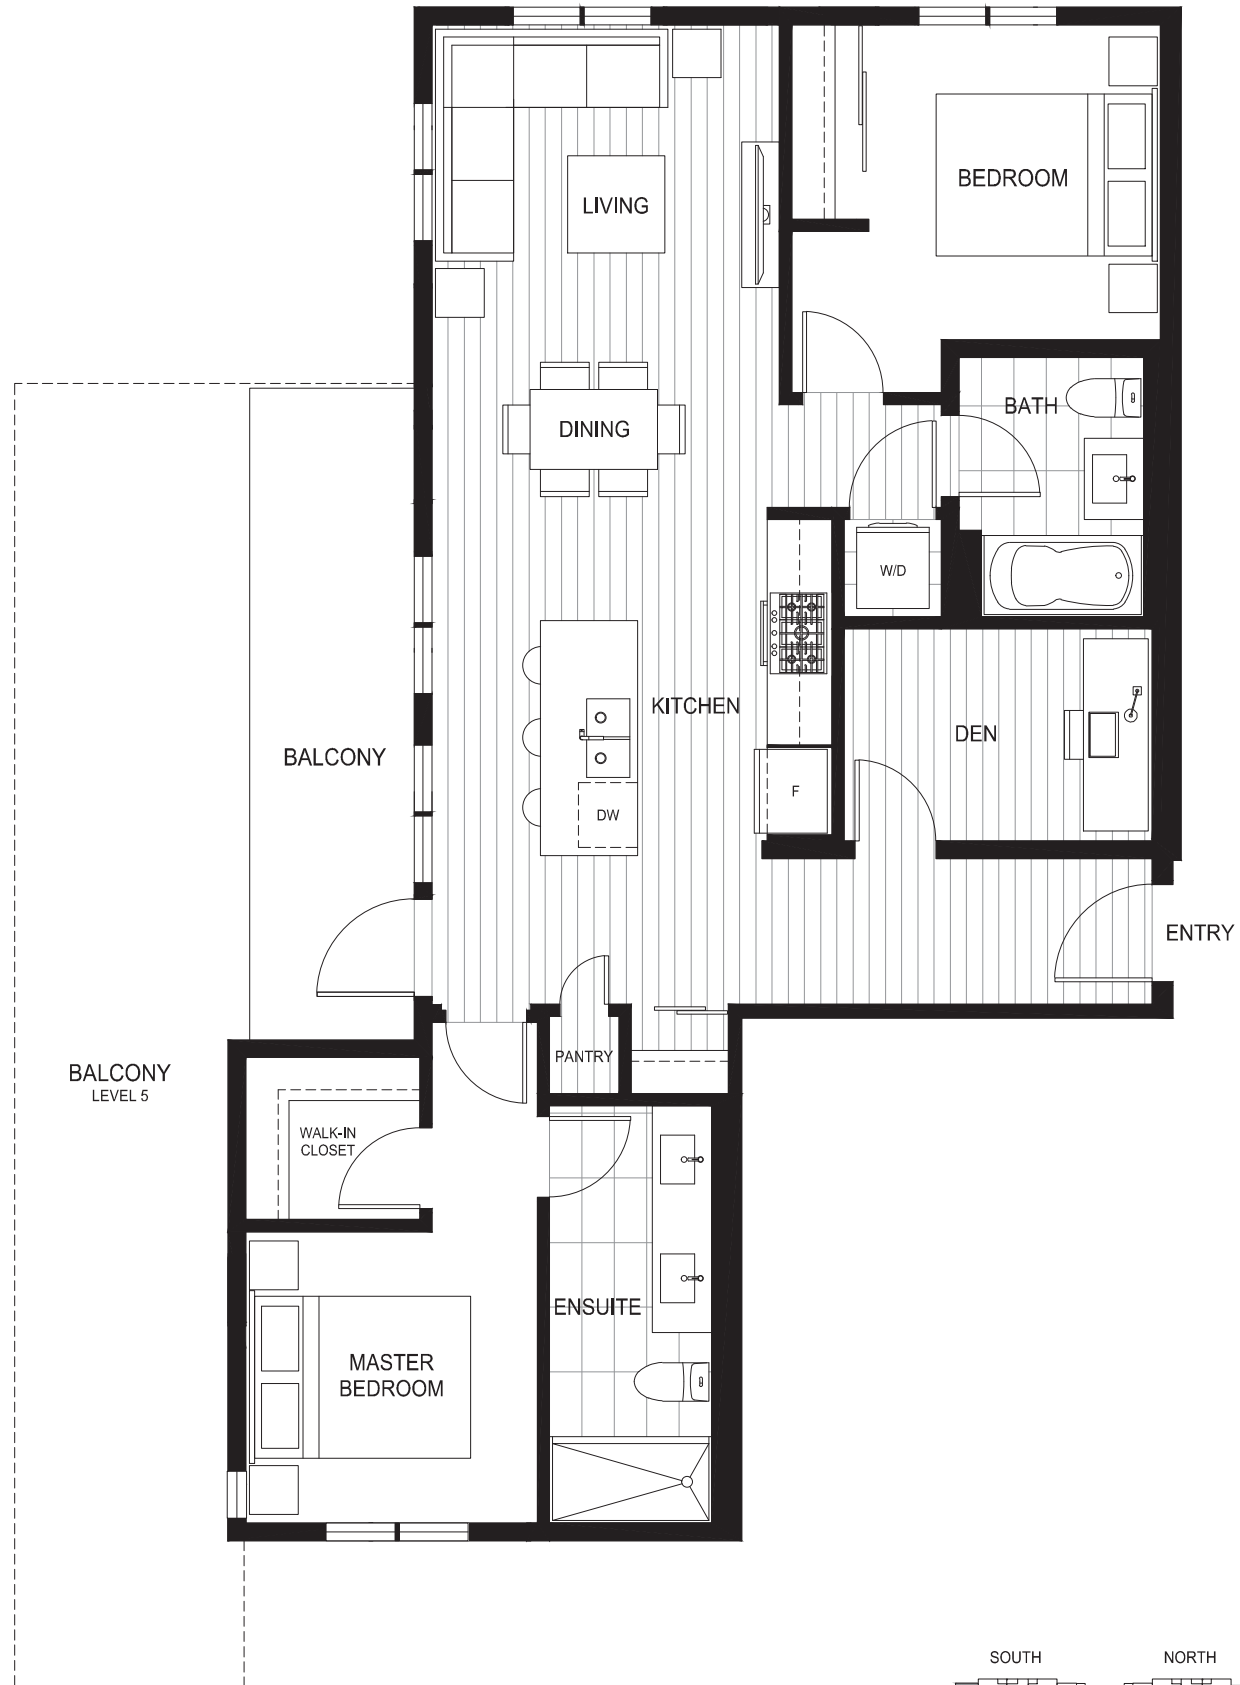 BEDROOM
LIVING
BATH
DINING
W/D
KITCHEN
DEN
BALCONY
F
DW
ENTRY
PANTRY
BALCONY
LEVEL 5
WALK-IN
CLOSET
ENSUITE
MASTER
BEDROOM
SOUTH
NORTH